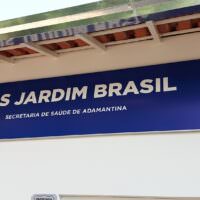 S JARDIM BRASIL
SECRETARIA DE SAÚDE DE ADAMANTINA